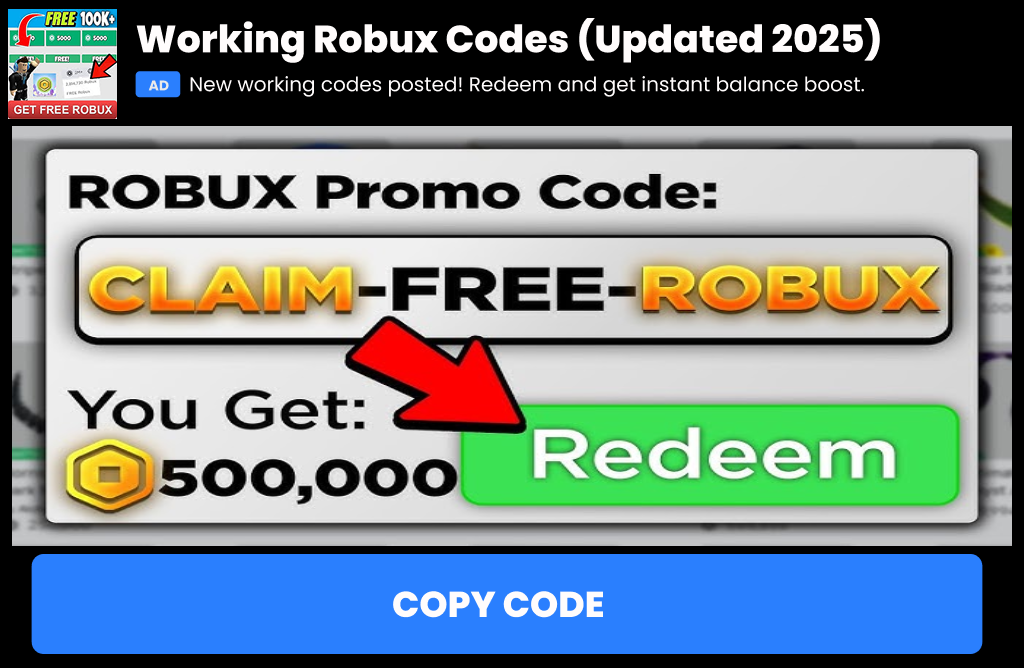 FREE 100K+
5000
5000
FREE!
GET FREE ROBUX
Working Robux Codes (Updated 2025)
AD
New working codes posted! Redeem and get instant balance boost.
ROBUX Promo Code:
CLAIM-FREE-ROBUX
You Get:
500,000
Redeem
COPY CODE